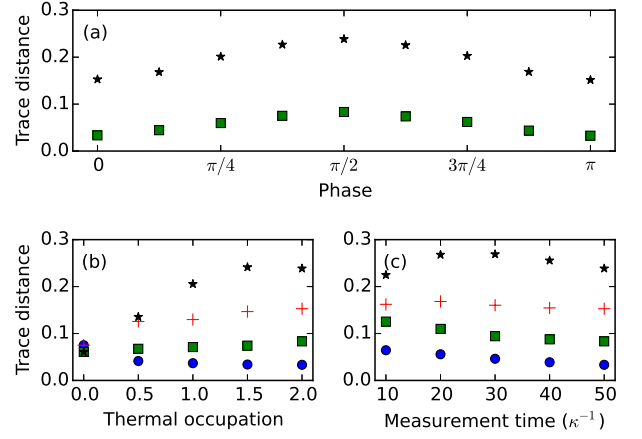 (a)
Trace distance
0.3
0.2
0.1
0.0
0
π/4
π/2
3π/4
π
Phase
(b)
Trace distance
0.3
0.2
0.1
0.0
0.0
0.5
1.0
1.5
2.0
Thermal occupation
(c)
0.3
0.2
0.1
0.0
10
20
30
40
50
Measurement time (κ⁻¹)